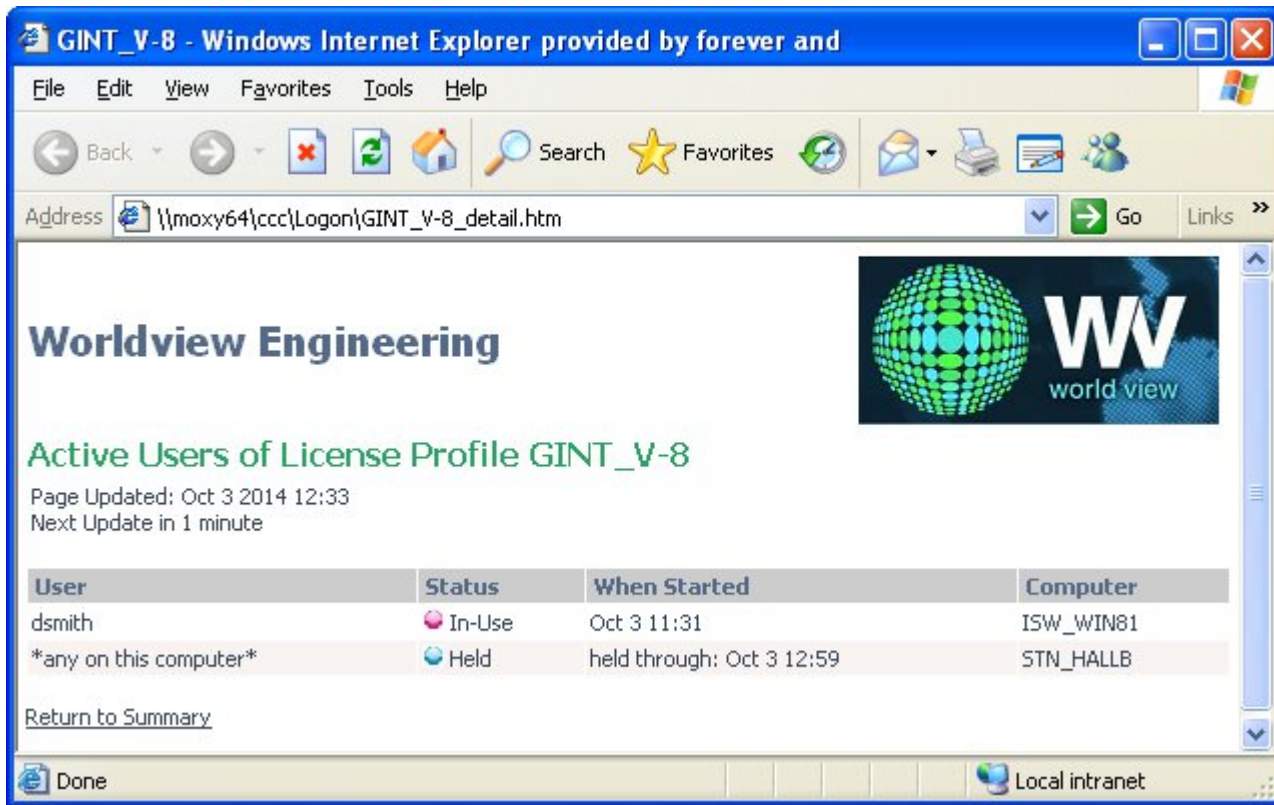 GINT_V-8 - Windows Internet Explorer provided by forever and
File Edit View Favorites Tools Help
Back Search Favorites
Address \\moxy64\ccc\Logon\GINT_V-8_detail.htm Go Links »
WV
world view
Worldview Engineering
Active Users of License Profile GINT_V-8
Page Updated: Oct 3 2014 12:33
Next Update in 1 minute
User Status When Started Computer
dsmith In-Use Oct 3 11:31 ISW_WIN81
*any on this computer* Held held through: Oct 3 12:59 STN_HALLB
Return to Summary
Done Local intranet